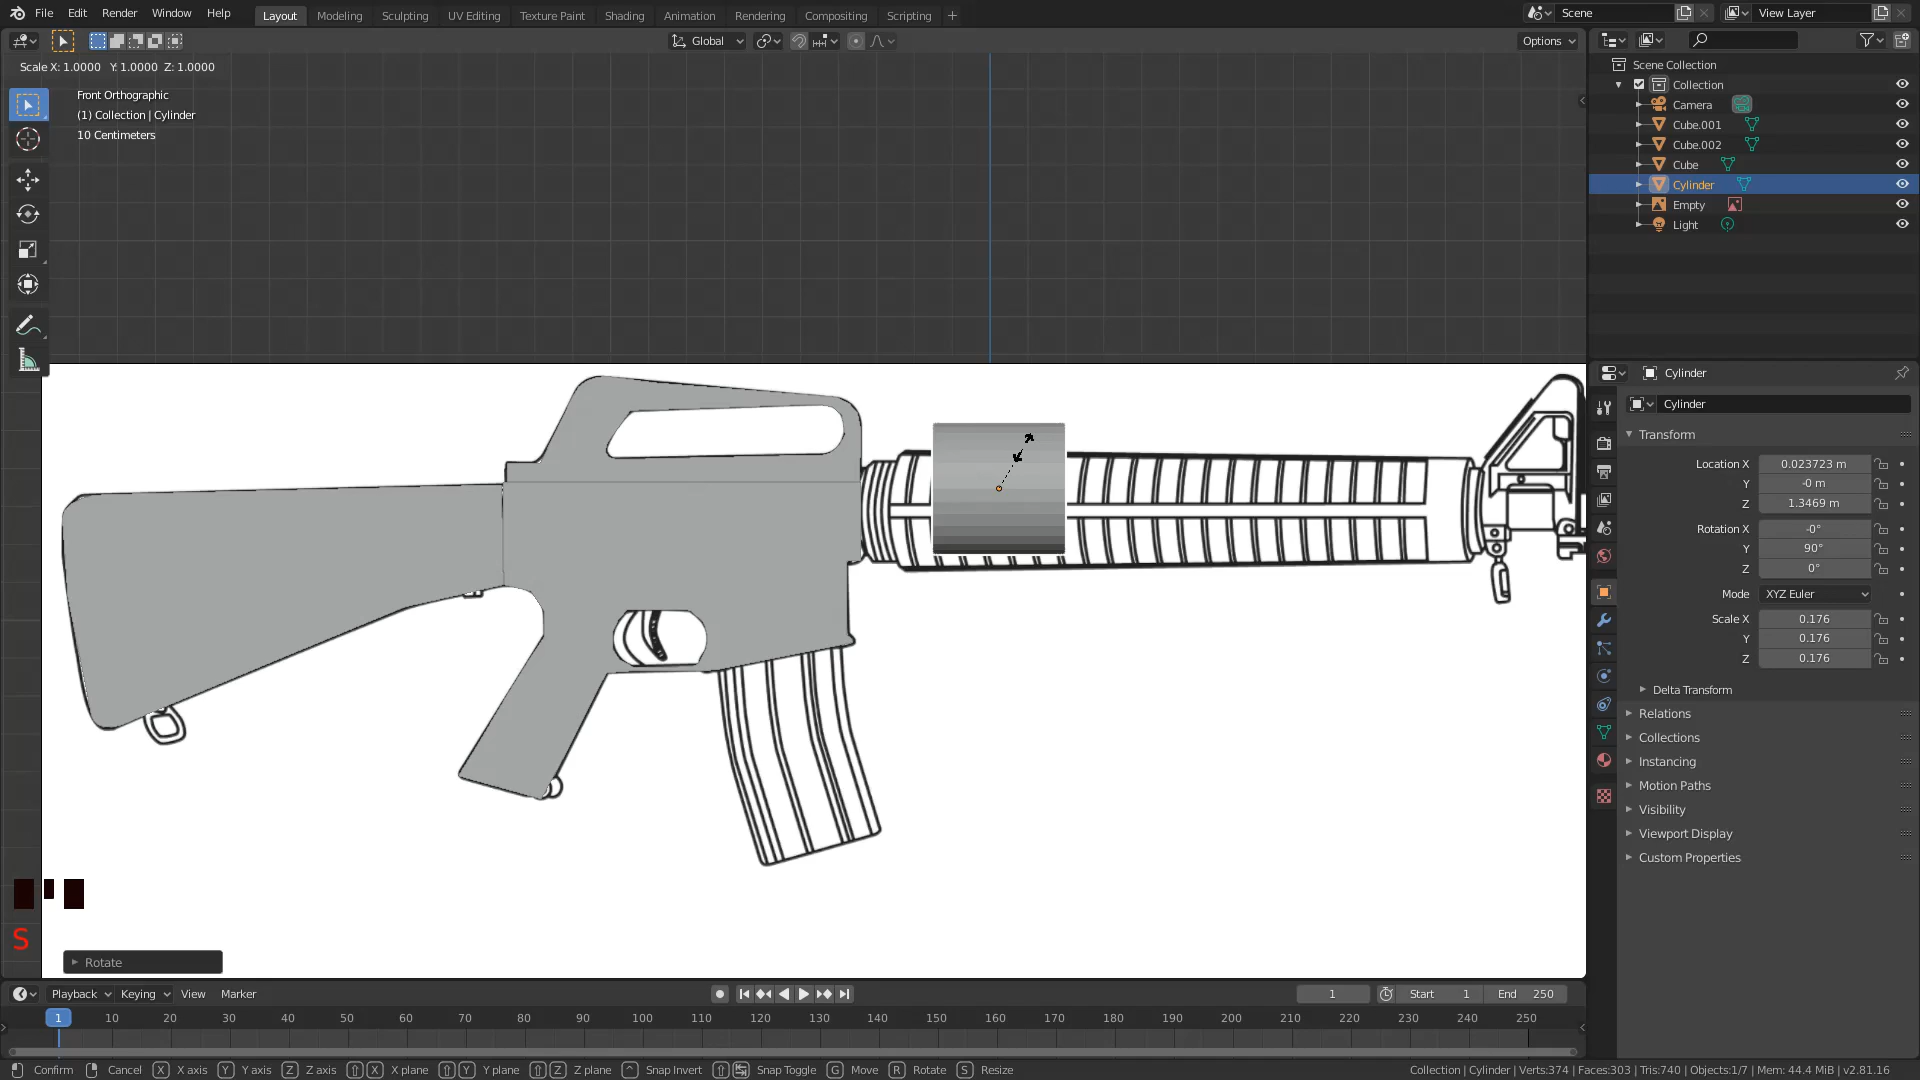 File Edit Render Window Help
Layout Modeling Sculpting UV Editing Texture Paint Shading Animation Rendering Compositing Scripting +
Scene
View Layer
Global
Options
Scale X: 1.0000 Y: 1.0000 Z: 1.0000
Front Orthographic
(1) Collection | Cylinder
10 Centimeters
Scene Collection
Collection
Camera
Cube.001
Cube.002
Cube
Cylinder
Empty
Light
Cylinder
Cylinder
Transform
Location X 0.023723 m
Y -0 m
Z 1.3469 m
Rotation X -0°
Y 90°
Z 0°
Mode XYZ Euler
Scale X 0.176
Y 0.176
Z 0.176
Delta Transform
Relations
Collections
Instancing
Motion Paths
Visibility
Viewport Display
Custom Properties
S
Rotate
Playback Keying View Marker
1 Start 1 End 250
1 10 20 30 40 50 60 70 80 90 100 110 120 130 140 150 160 170 180 190 200 210 220 230 240 250
Confirm Cancel X X axis Y Y axis Z Z axis X X plane Y Y plane Z Z plane ^ Snap Invert Snap Toggle G Move R Rotate S Resize
Collection | Cylinder | Verts:374 | Faces:303 | Tris:740 | Objects:1/7 | Mem: 44.4 MiB | v2.81.16